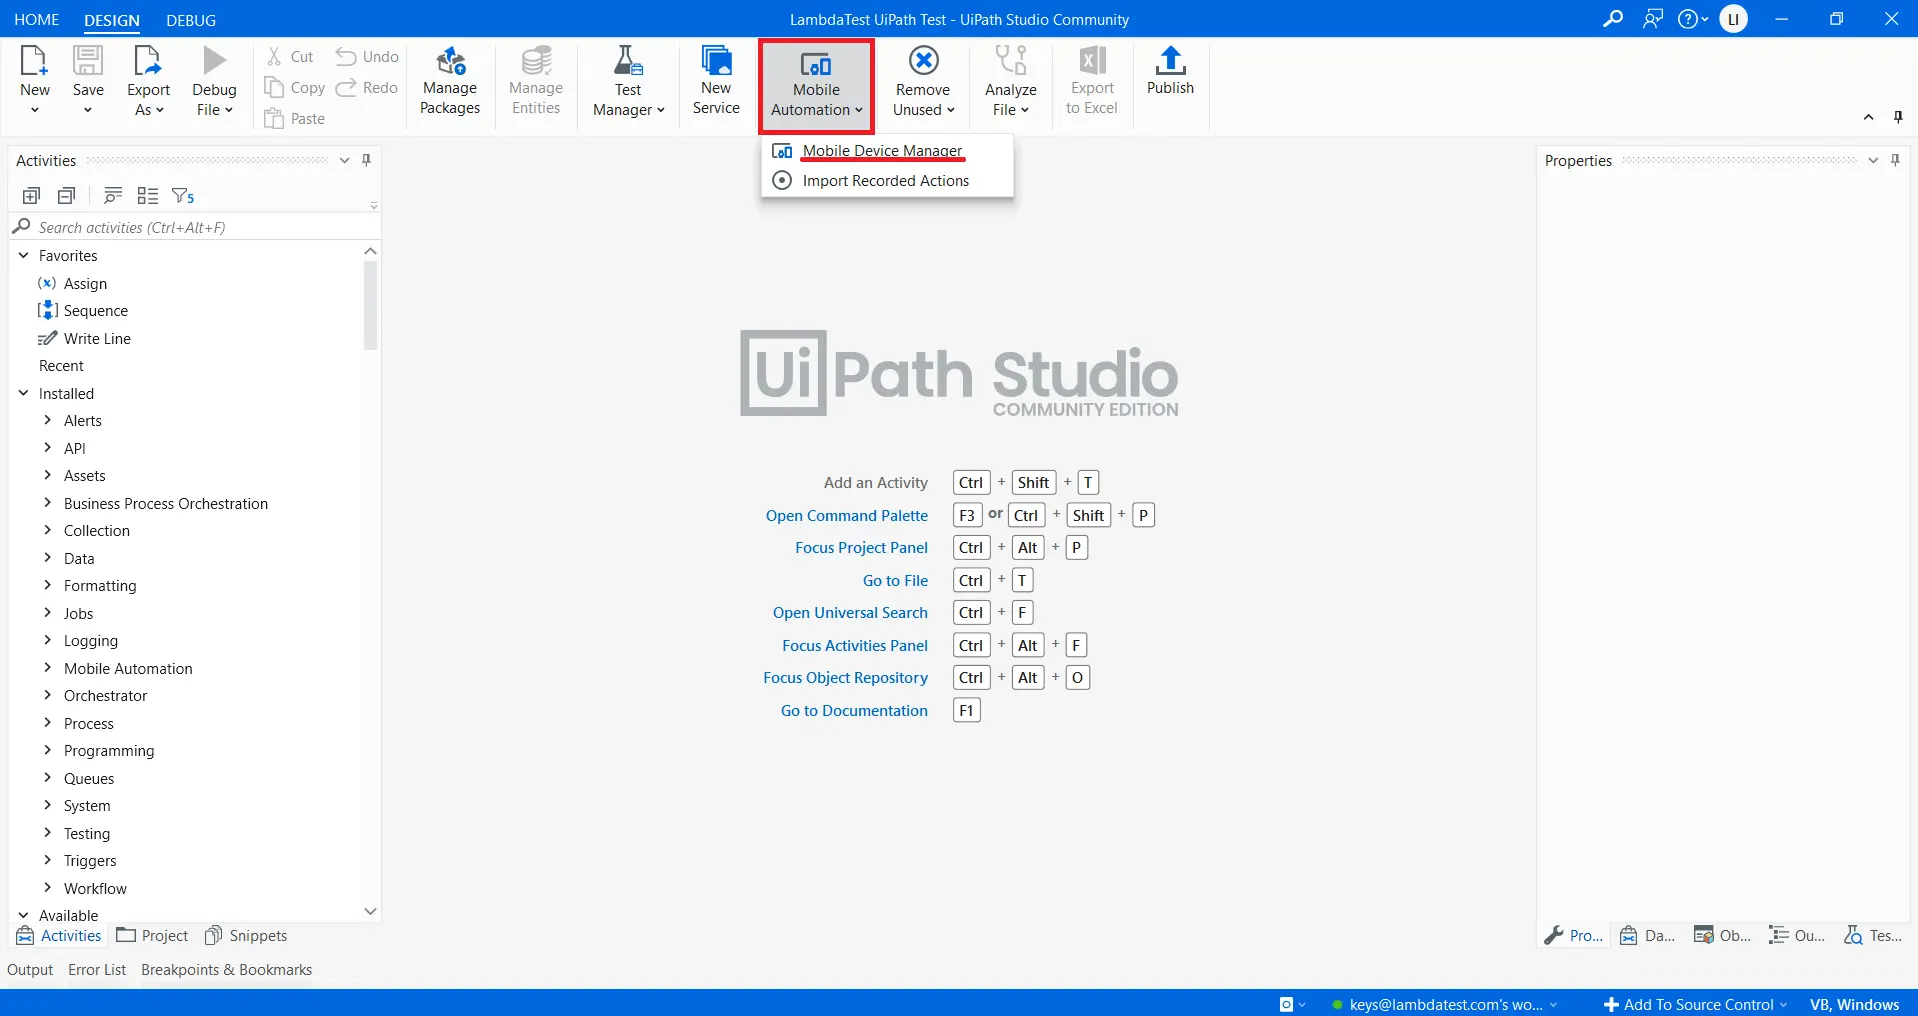 HOME DESIGN DEBUG LambdaTest UiPath Test - UiPath Studio Community LI
New Save Export As Debug File Cut Copy Paste Undo Redo Manage Packages Manage Entities Test Manager New Service Mobile Automation Remove Unused Analyze File Export to Excel Publish
Mobile Device Manager
Import Recorded Actions
Activities
5
Search activities (Ctrl+Alt+F)
Favorites
Assign
Sequence
Write Line
Recent
Installed
Alerts
API
Assets
Business Process Orchestration
Collection
Data
Formatting
Jobs
Logging
Mobile Automation
Orchestrator
Process
Programming
Queues
System
Testing
Triggers
Workflow
Available
Activities Project Snippets
UiPath Studio
COMMUNITY EDITION
Add an Activity Ctrl + Shift + T
Open Command Palette F3 or Ctrl + Shift + P
Focus Project Panel Ctrl + Alt + P
Go to File Ctrl + T
Open Universal Search Ctrl + F
Focus Activities Panel Ctrl + Alt + F
Focus Object Repository Ctrl + Alt + O
Go to Documentation F1
Properties
Pro... Da... Ob... Ou... Tes...
Output Error List Breakpoints & Bookmarks
keys@lambdatest.com's wo... Add To Source Control VB, Windows